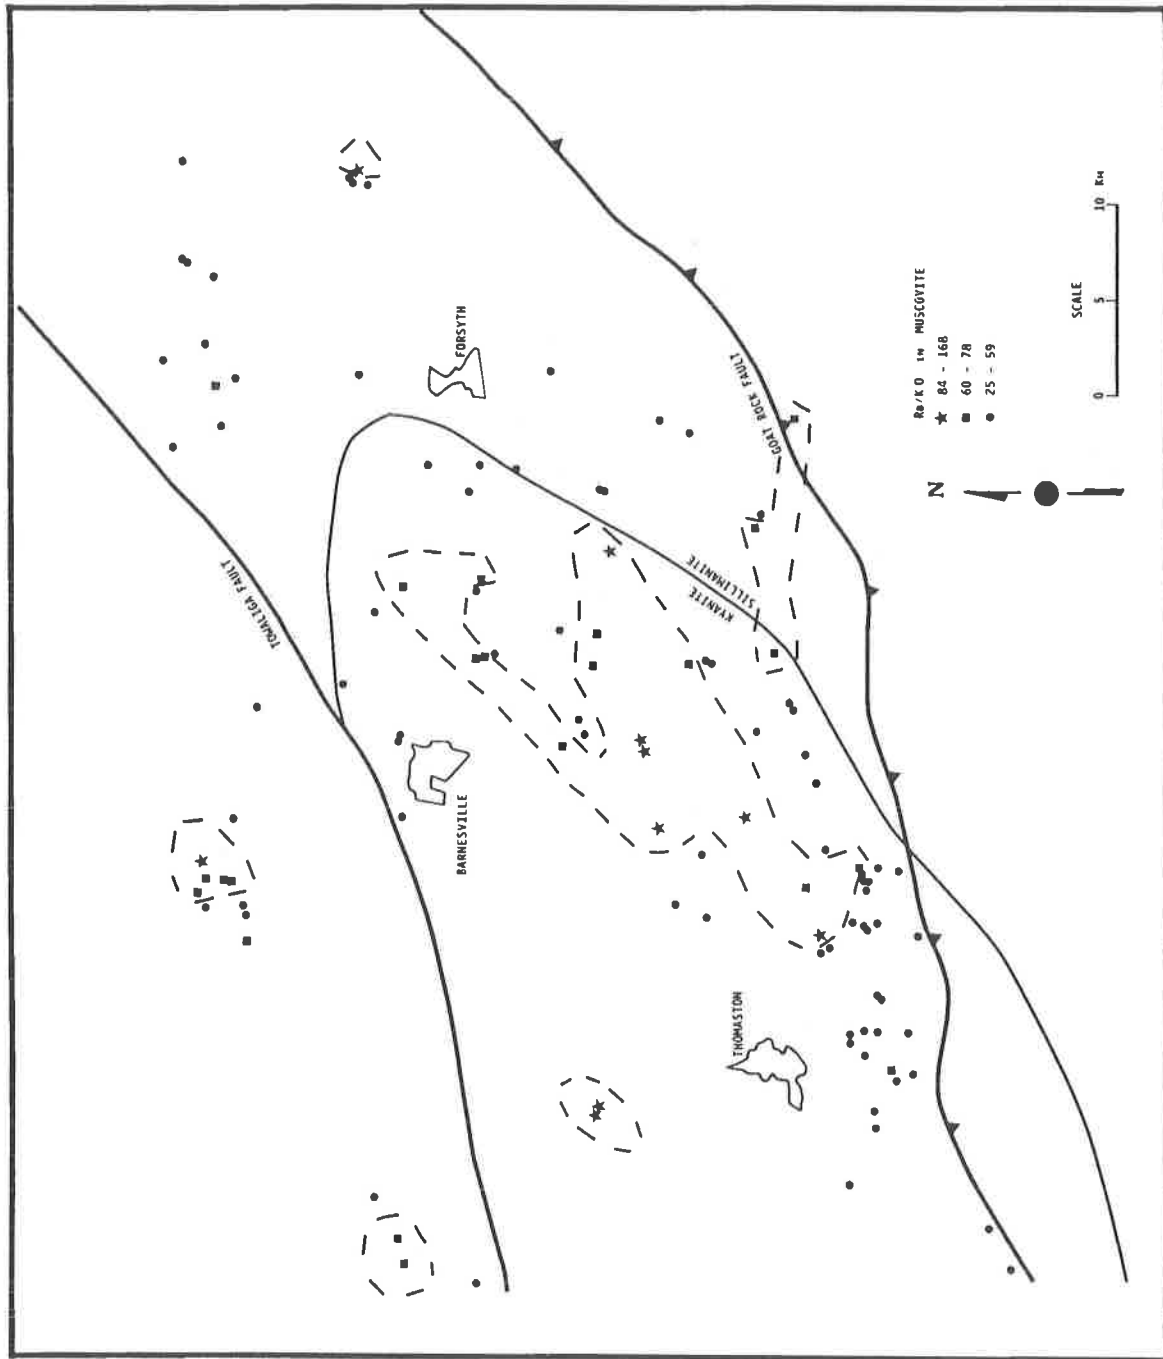 TOWALIGA FAULT
FORSYTH
BARNESVILLE
GOAT ROCK FAULT
SILLIMANITE
KYANITE
THOMASTON
N
Rb/K O IN MUSCOVITE
★ 84 - 168
■ 60 - 78
● 25 - 59
SCALE
0 5 10 KM